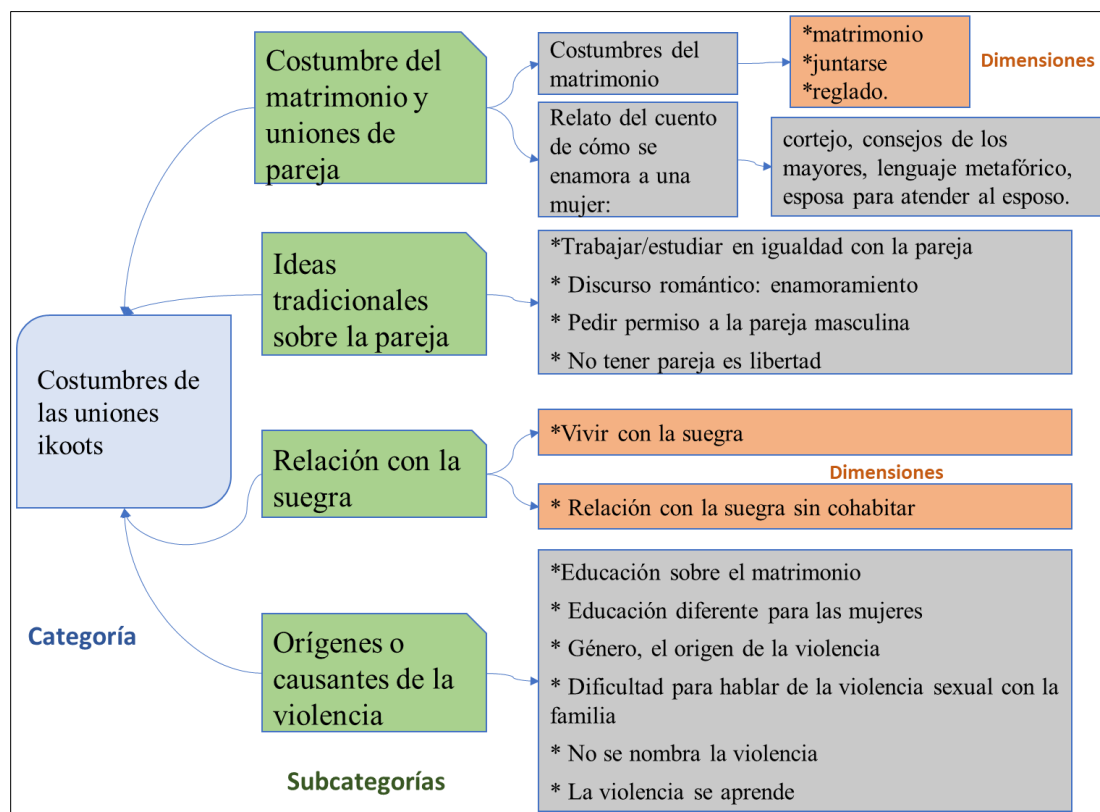 Costumbre del
matrimonio y
uniones de
pareja
Costumbres del
matrimonio
*matrimonio
*juntarse
*reglado.
Dimensiones
Relato del cuento
de cómo se
enamora a una
mujer:
cortejo, consejos de los
mayores, lenguaje metafórico,
esposa para atender al esposo.
Ideas
tradicionales
sobre la pareja
*Trabajar/estudiar en igualdad con la pareja
* Discurso romántico: enamoramiento
* Pedir permiso a la pareja masculina
* No tener pareja es libertad
Costumbres de
las uniones
ikoots
Relación con la
suegra
*Vivir con la suegra
Dimensiones
* Relación con la suegra sin cohabitar
Categoría
Orígenes o
causantes de la
violencia
*Educación sobre el matrimonio
* Educación diferente para las mujeres
* Género, el origen de la violencia
* Dificultad para hablar de la violencia sexual con la
familia
* No se nombra la violencia
* La violencia se aprende
Subcategorías